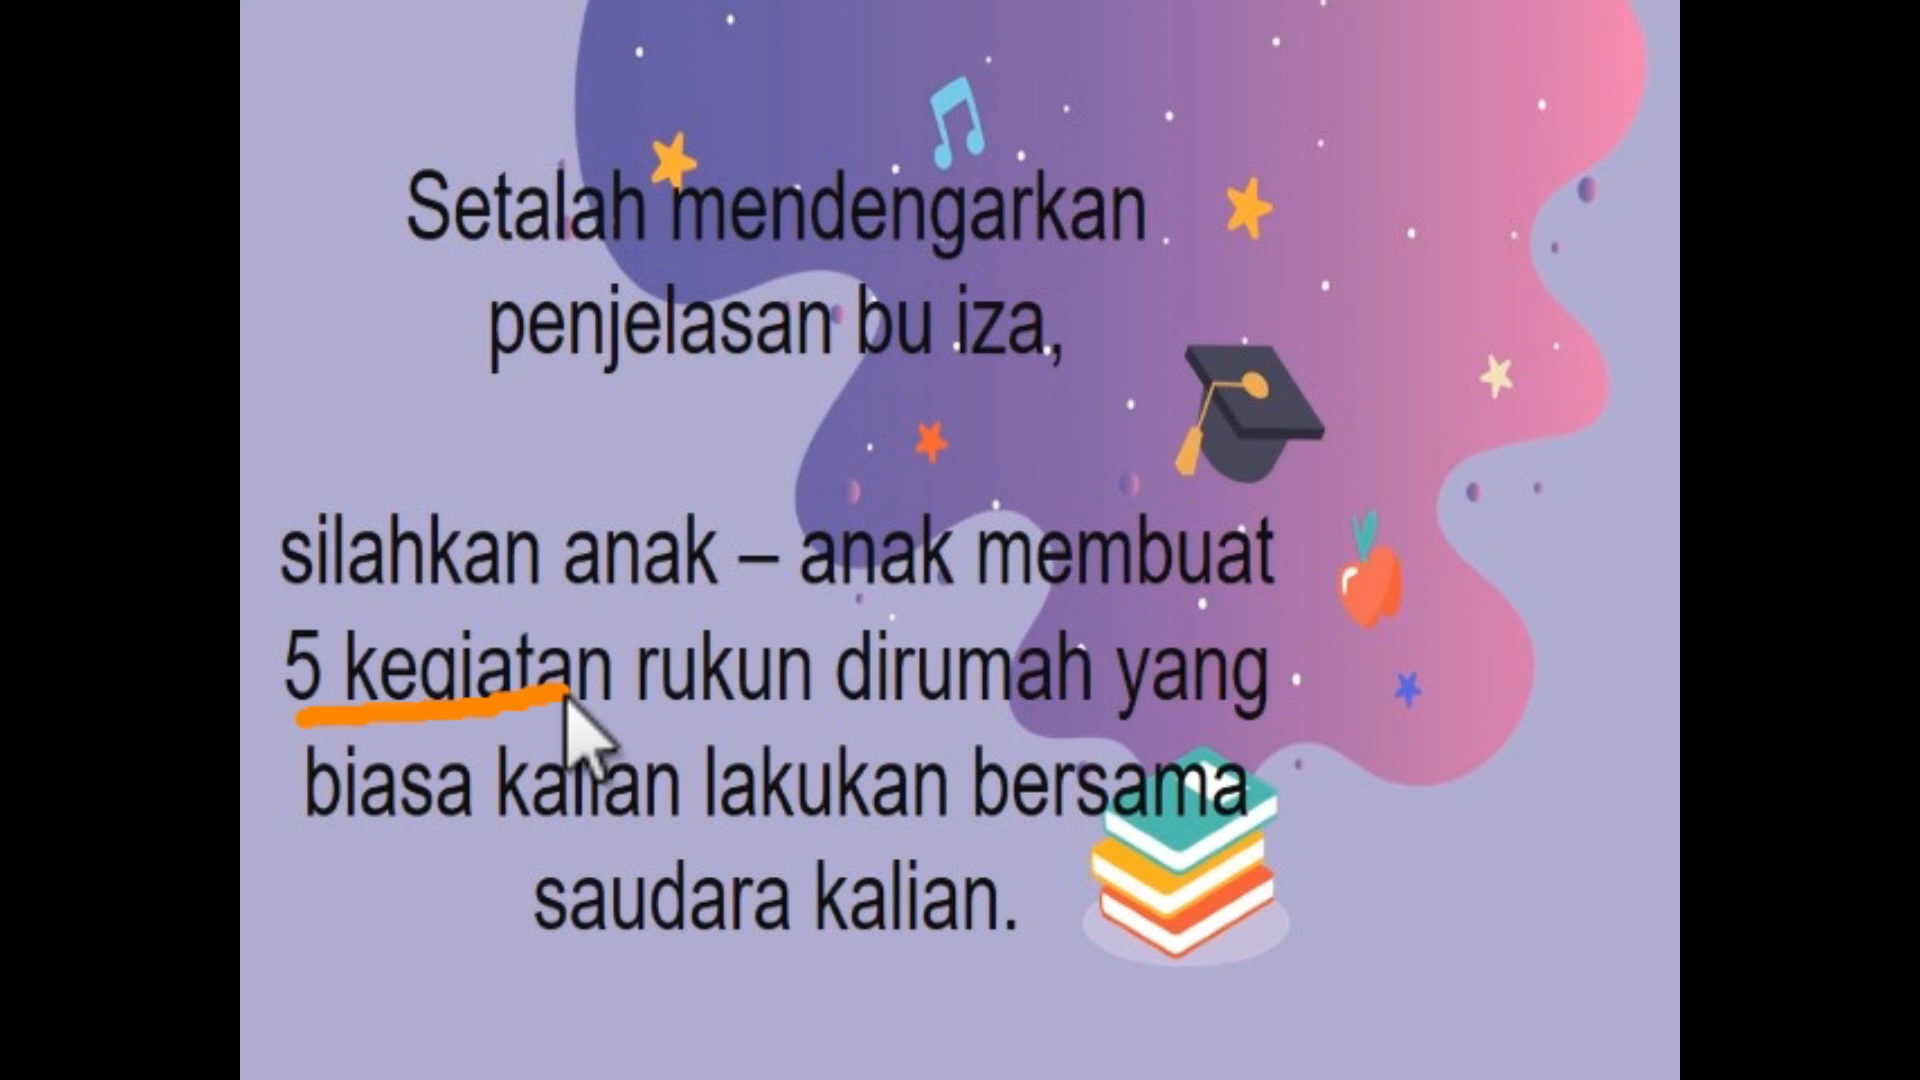 Setalah mendengarkan
penjelasan bu iza,
silahkan anak – anak membuat
5 kegiatan rukun dirumah yang
biasa kalian lakukan bersama
saudara kalian.